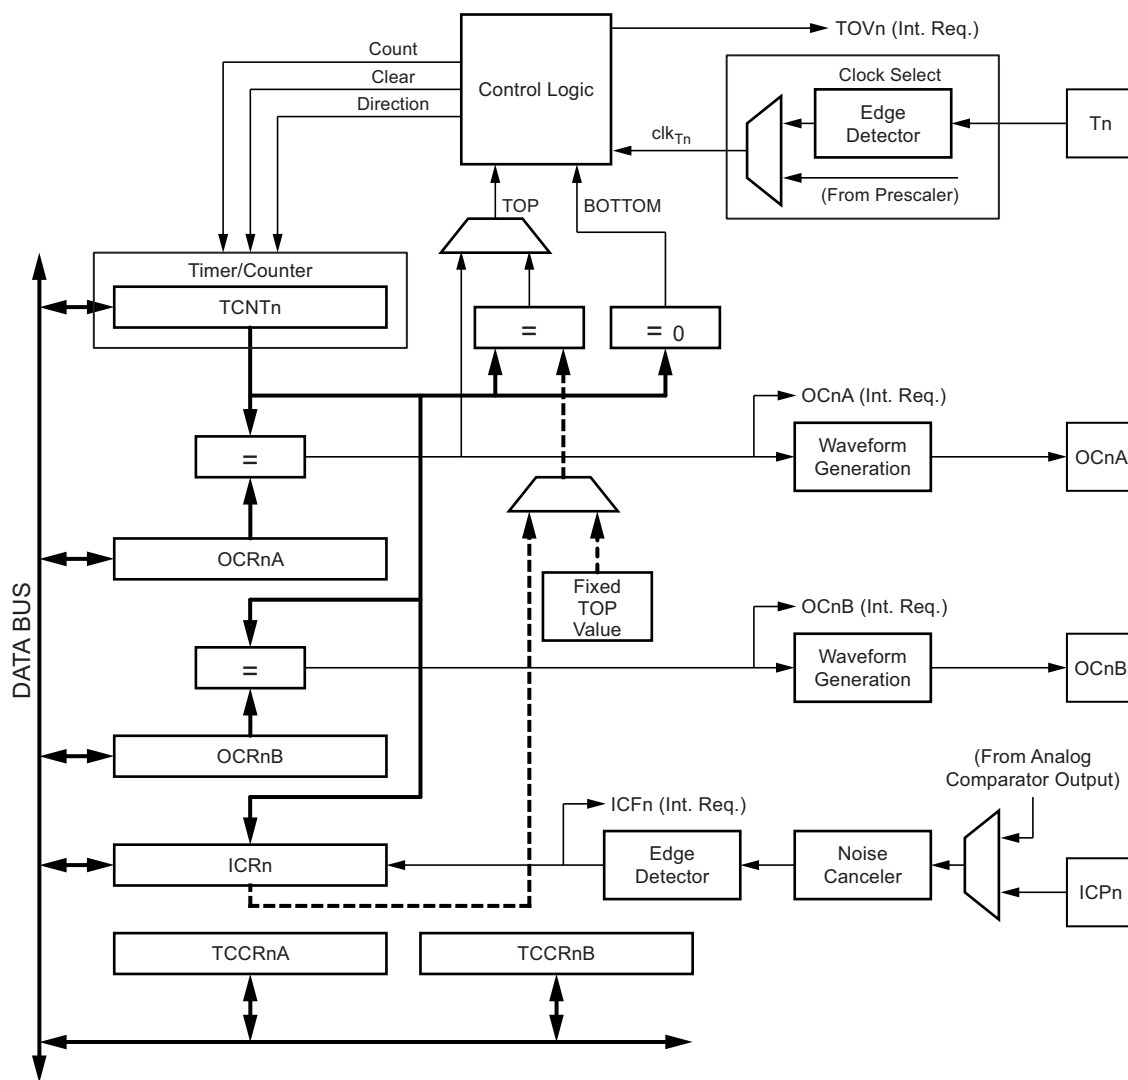 TOVn (Int. Req.)
Count
Clear
Direction
Control Logic
Clock Select
Edge
Detector
Tn
clkTn
(From Prescaler)
TOP
BOTTOM
Timer/Counter
TCNTn
=
= 0
OCnA (Int. Req.)
=
Waveform
Generation
OCnA
OCRnA
Fixed
TOP
Value
DATA BUS
OCnB (Int. Req.)
=
Waveform
Generation
OCnB
OCRnB
(From Analog
Comparator Output)
ICFn (Int. Req.)
ICRn
Edge
Detector
Noise
Canceler
ICPn
TCCRnA
TCCRnB